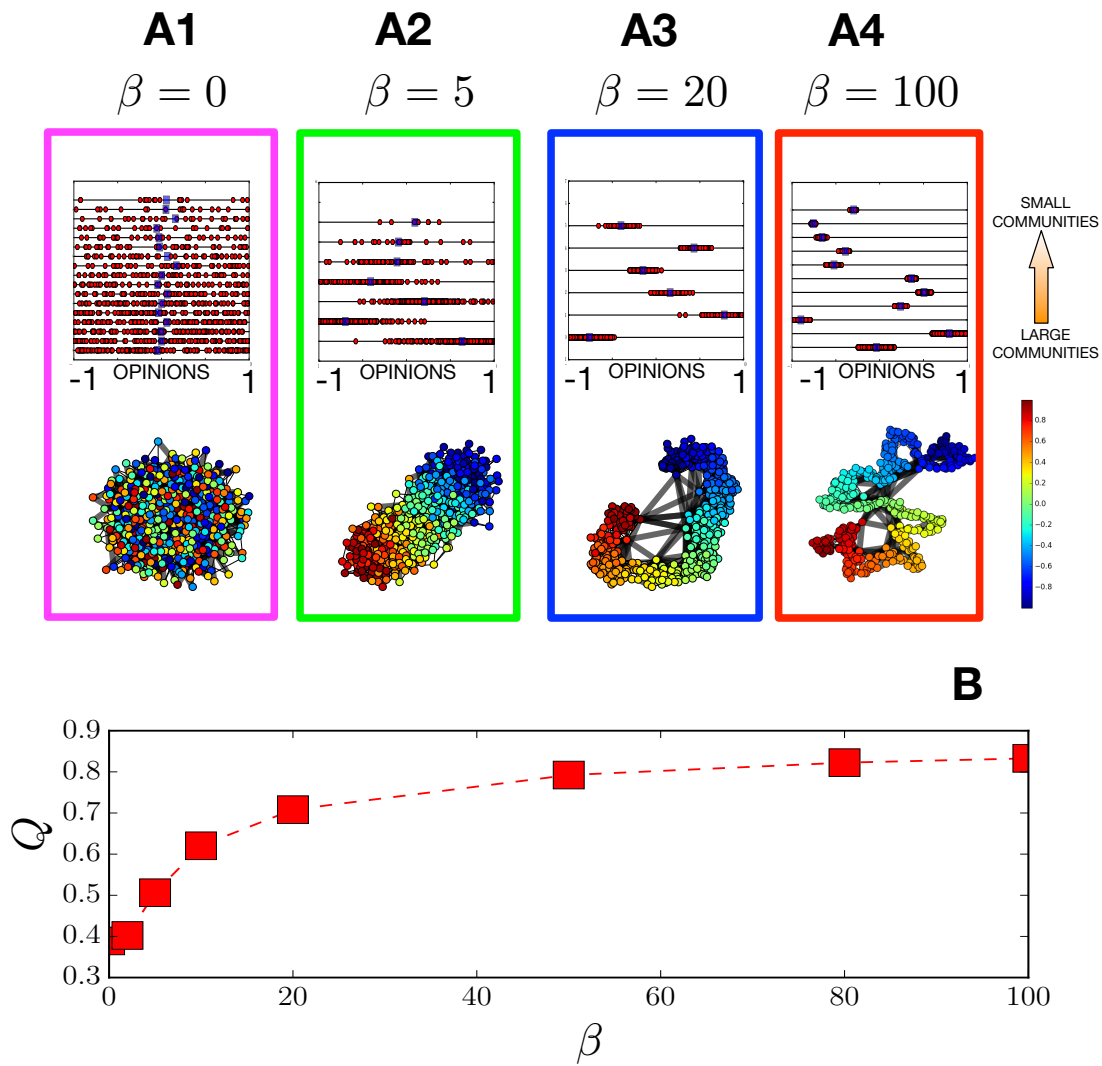 A1 A2 A3 A4
β = 0 β = 5 β = 20 β = 100
SMALL
COMMUNITIES
LARGE
COMMUNITIES
-1 OPINIONS 1 -1 OPINIONS 1 -1 OPINIONS 1 -1 OPINIONS 1
0.8
0.6
0.4
0.2
0.0
−0.2
−0.4
−0.6
−0.8
B
0.9
0.8
0.7
0.6
0.5
0.4
0.3
Q
0 20 40 60 80 100
β